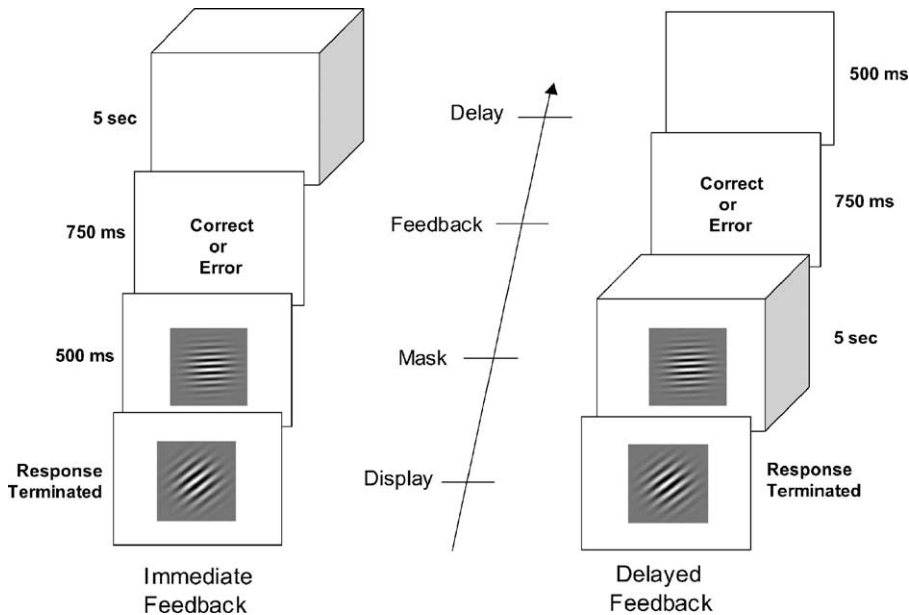 5 sec
750 ms
Correct
or
Error
500 ms
Response
Terminated
Immediate
Feedback
Delay
Feedback
Mask
Display
500 ms
Correct
or
Error
750 ms
5 sec
Response
Terminated
Delayed
Feedback